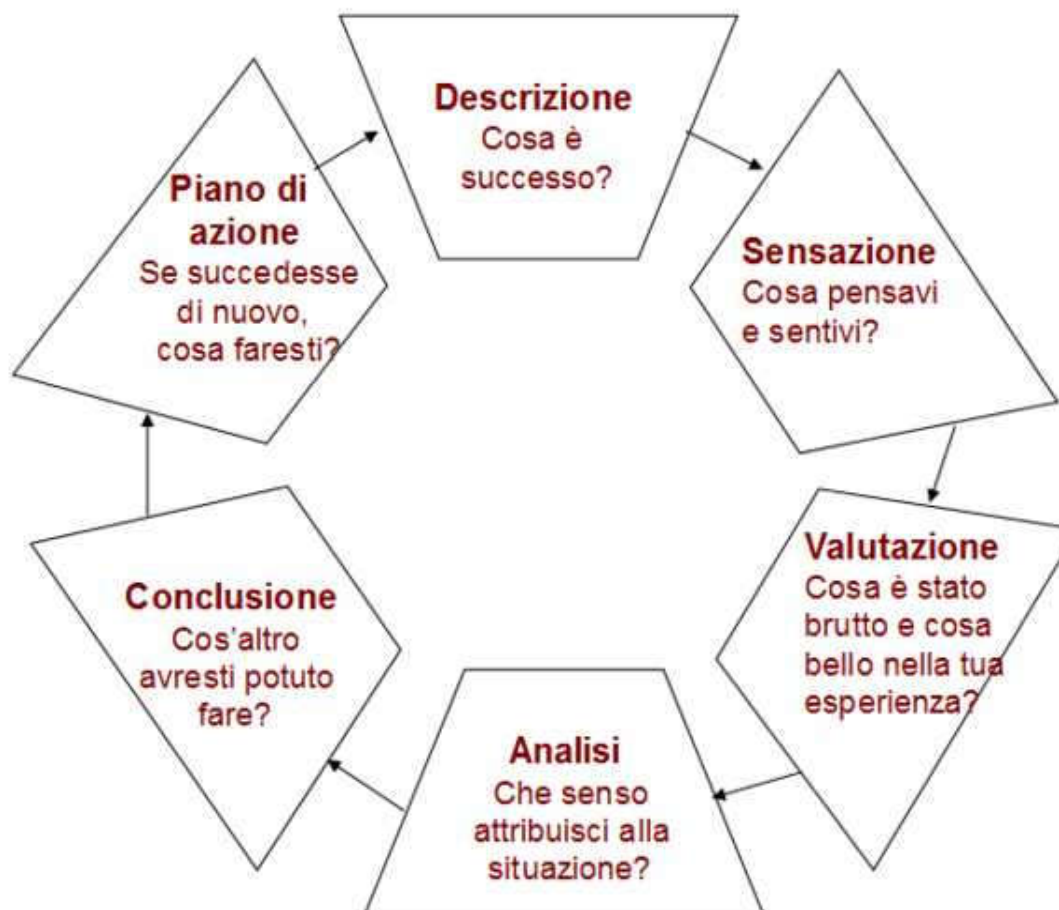 Descrizione
Cosa è
successo?
Sensazione
Cosa pensavi
e sentivi?
Valutazione
Cosa è stato
brutto e cosa
bello nella tua
esperienza?
Analisi
Che senso
attribuisci alla
situazione?
Conclusione
Cos'altro
avresti potuto
fare?
Piano di
azione
Se succedesse
di nuovo,
cosa faresti?